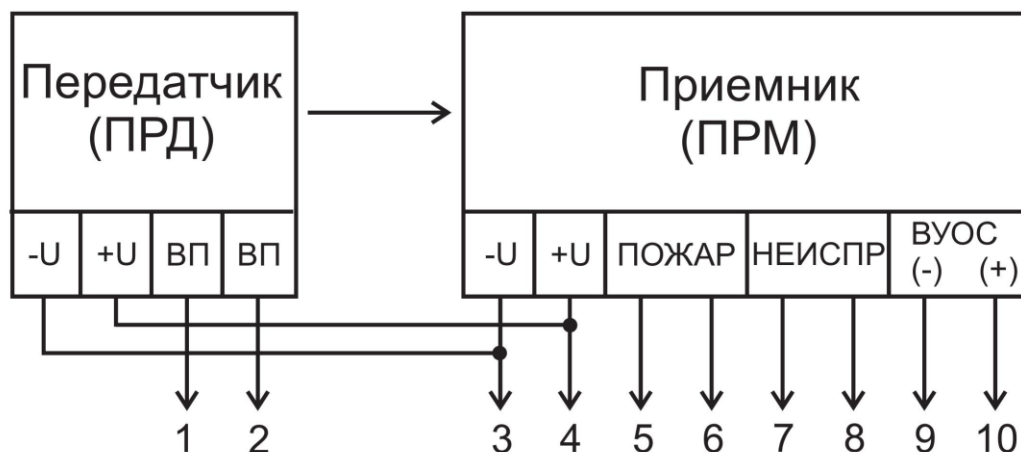 Передатчик
(ПРД)
Приемник
(ПРМ)
-U +U ВП ВП
-U +U ПОЖАР НЕИСПР ВУОС
(-) (+)
1 2 3 4 5 6 7 8 9 10